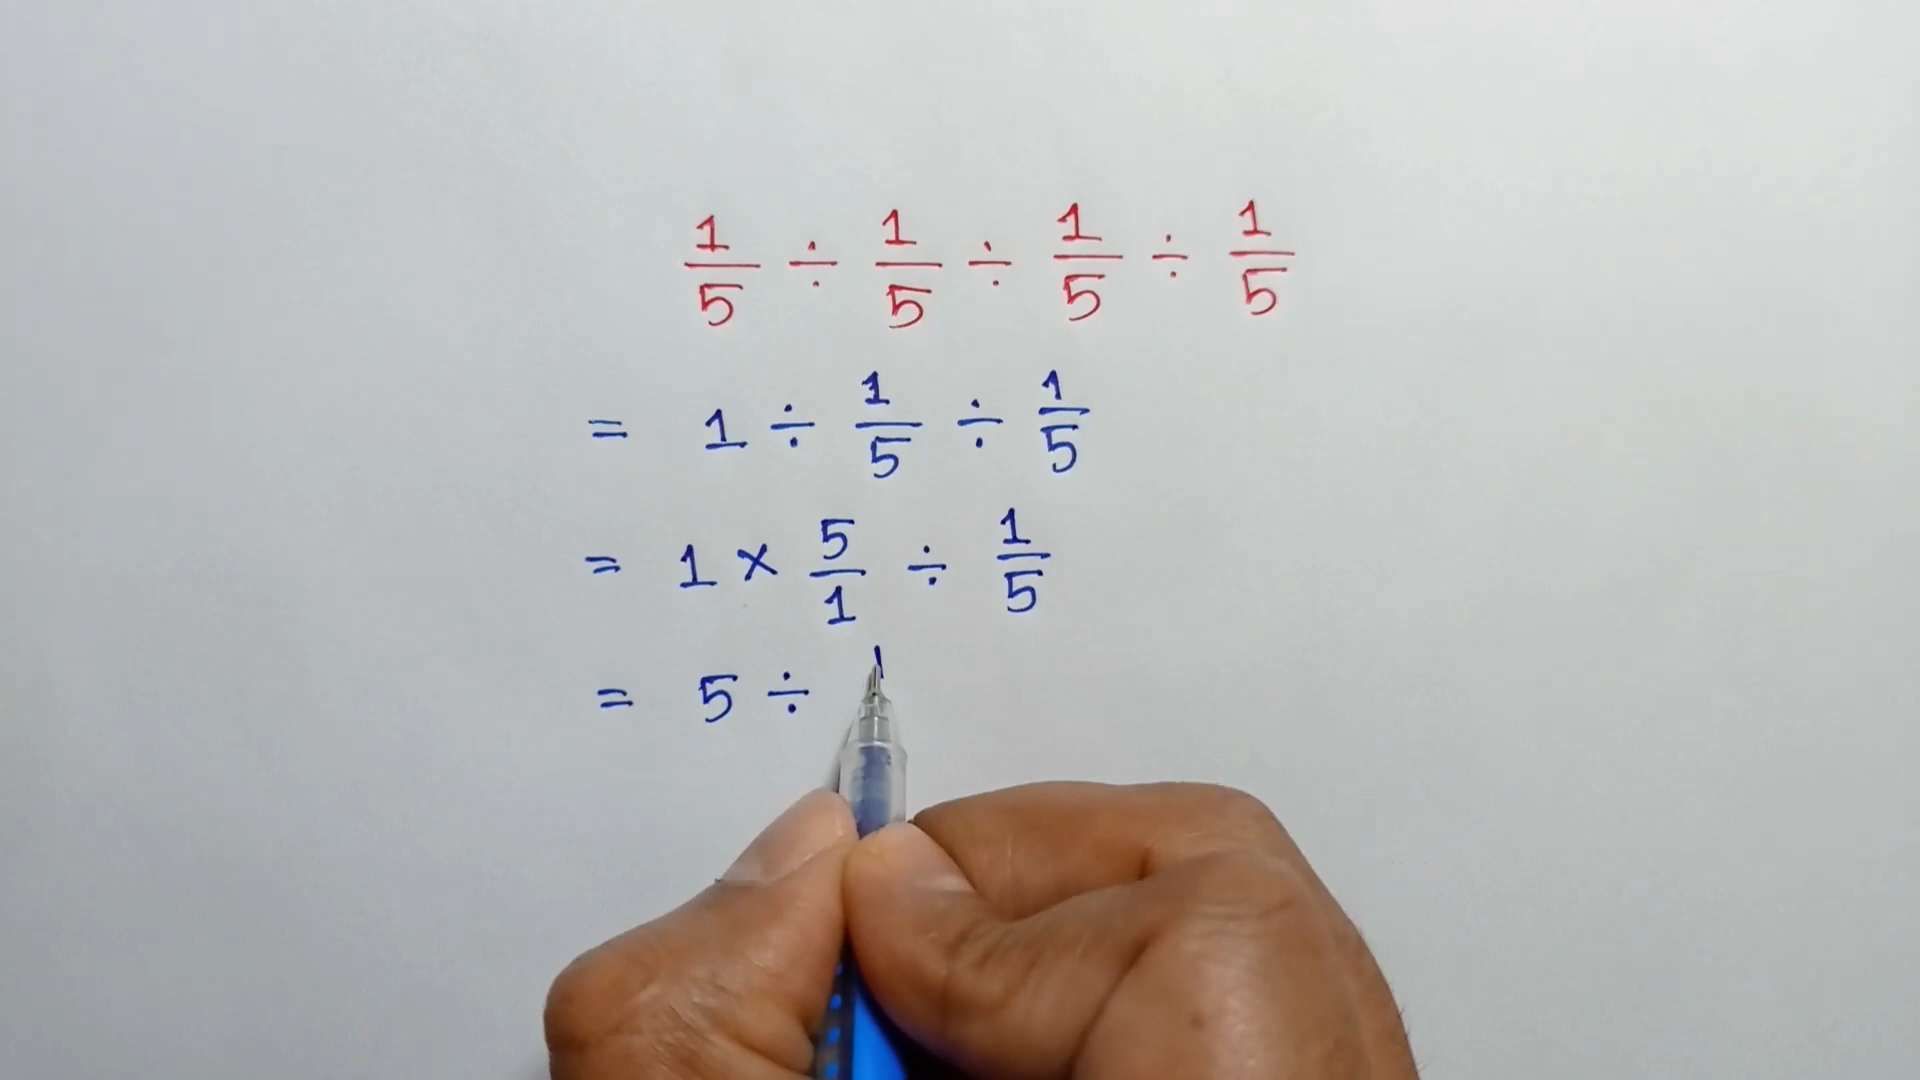 1/5 ÷ 1/5 ÷ 1/5 ÷ 1/5
= 1 ÷ 1/5 ÷ 1/5
= 1 × 5/1 ÷ 1/5
= 5 ÷